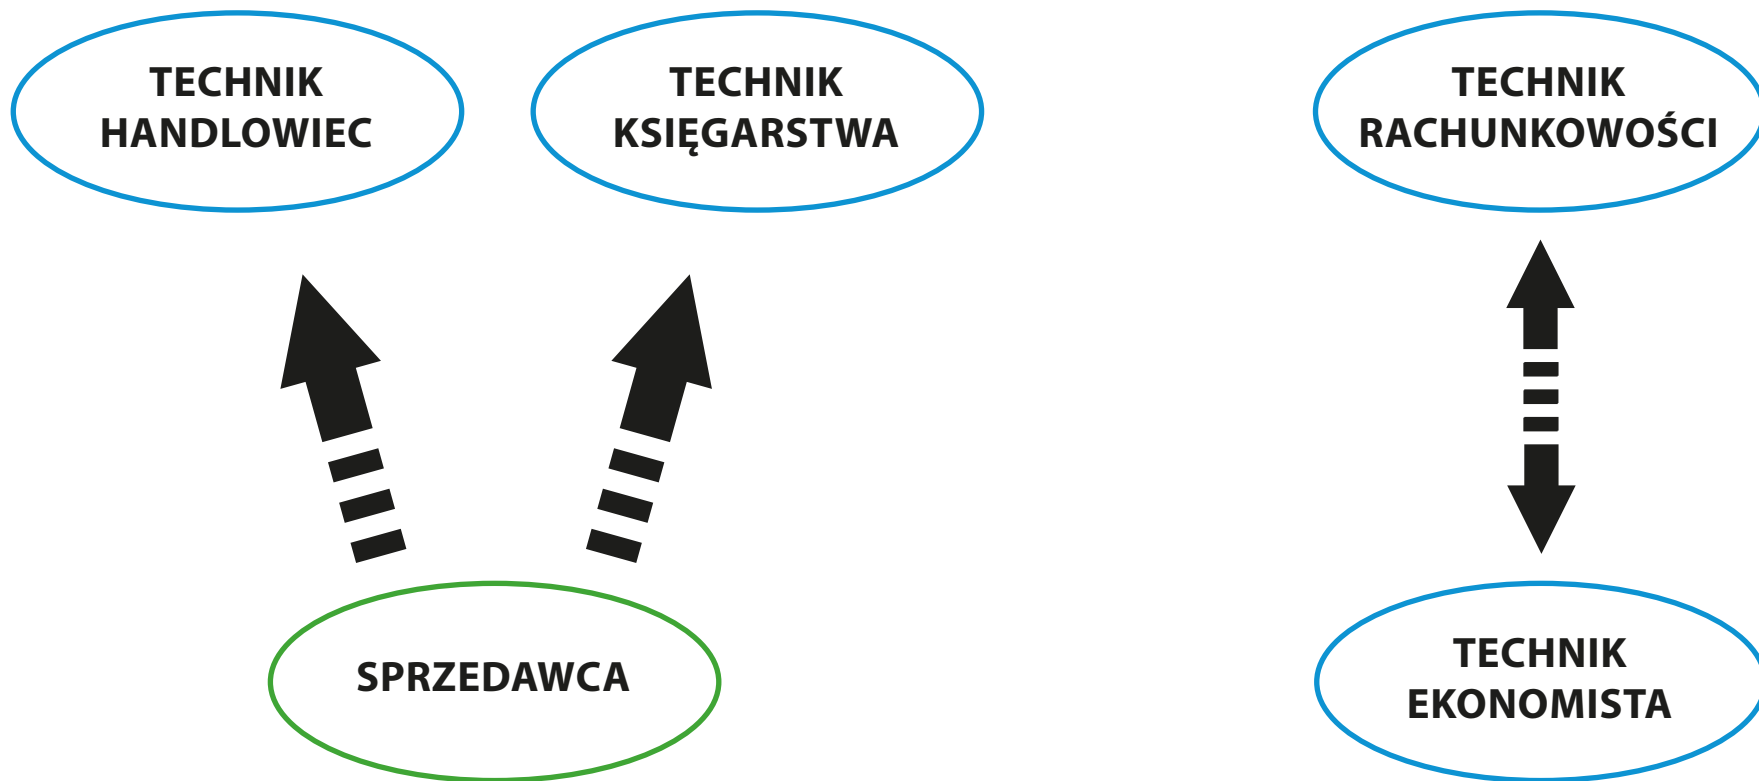 TECHNIK
HANDLOWIEC
TECHNIK
KSIĘGARSTWA
TECHNIK
RACHUNKOWOŚCI
SPRZEDAWCA
TECHNIK
EKONOMISTA